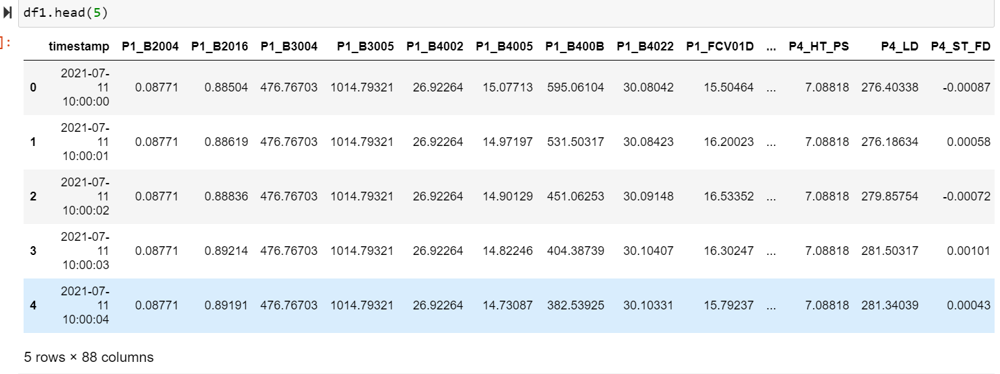 df1.head(5)
]:
timestamp P1_B2004 P1_B2016 P1_B3004 P1_B3005 P1_B4002 P1_B4005 P1_B400B P1_B4022 P1_FCV01D ... P4_HT_PS P4_LD P4_ST_FD
0 2021-07-11 10:00:00 0.08771 0.88504 476.76703 1014.79321 26.92264 15.07713 595.06104 30.08042 15.50464 ... 7.08818 276.40338 -0.00087
1 2021-07-11 10:00:01 0.08771 0.88619 476.76703 1014.79321 26.92264 14.97197 531.50317 30.08423 16.20023 ... 7.08818 276.18634 0.00058
2 2021-07-11 10:00:02 0.08771 0.88836 476.76703 1014.79321 26.92264 14.90129 451.06253 30.09148 16.53352 ... 7.08818 279.85754 -0.00072
3 2021-07-11 10:00:03 0.08771 0.89214 476.76703 1014.79321 26.92264 14.82246 404.38739 30.10407 16.30247 ... 7.08818 281.50317 0.00101
4 2021-07-11 10:00:04 0.08771 0.89191 476.76703 1014.79321 26.92264 14.73087 382.53925 30.10331 15.79237 ... 7.08818 281.34039 0.00043
5 rows × 88 columns